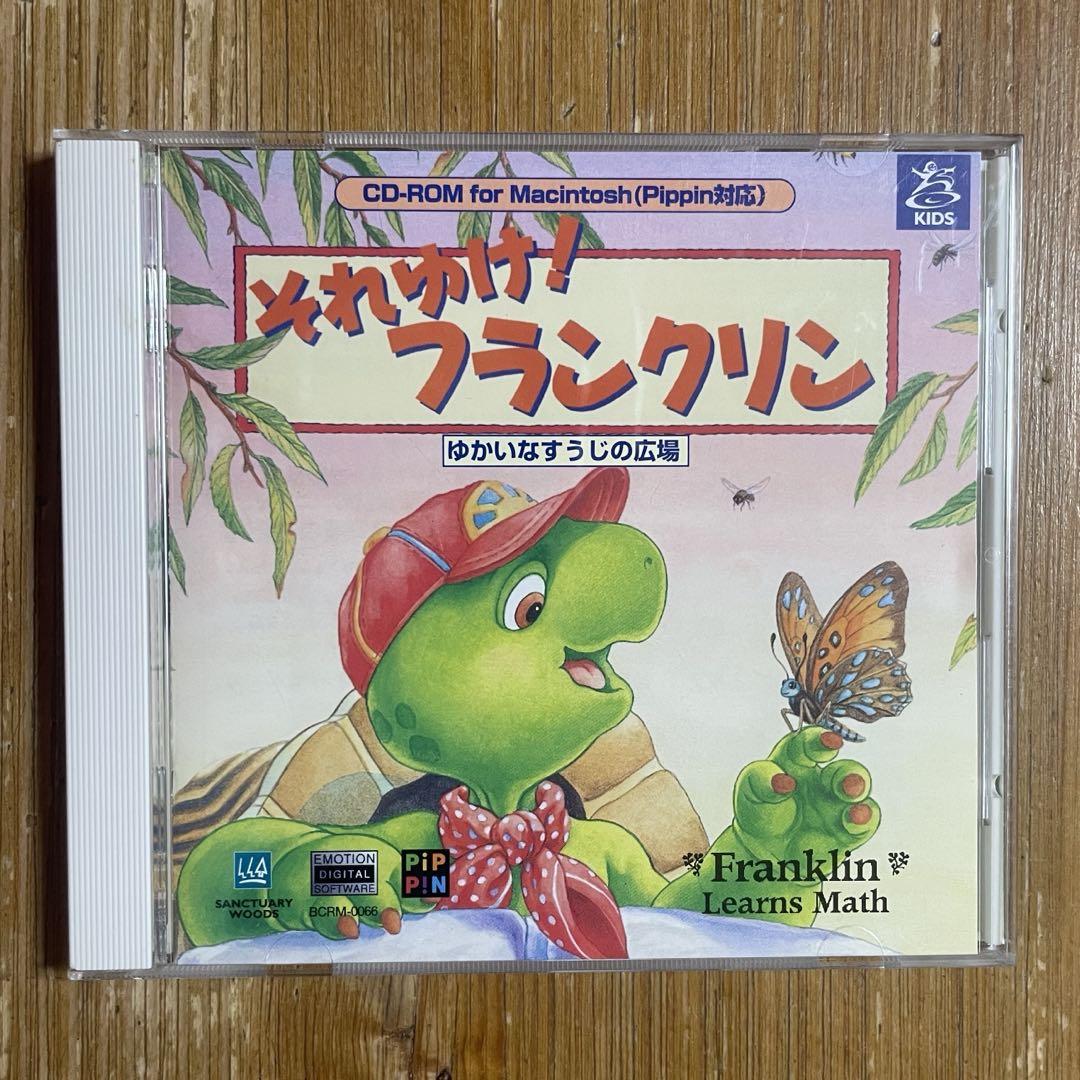 CD-ROM for Macintosh(Pippin対応)
KIDS
それゆけ!
フランクリン
ゆかいなすうじの広場
SANCTUARY
WOODS
EMOTION
DIGITAL
SOFTWARE
BCRM-0066
PiP
P!N
Franklin
Learns Math